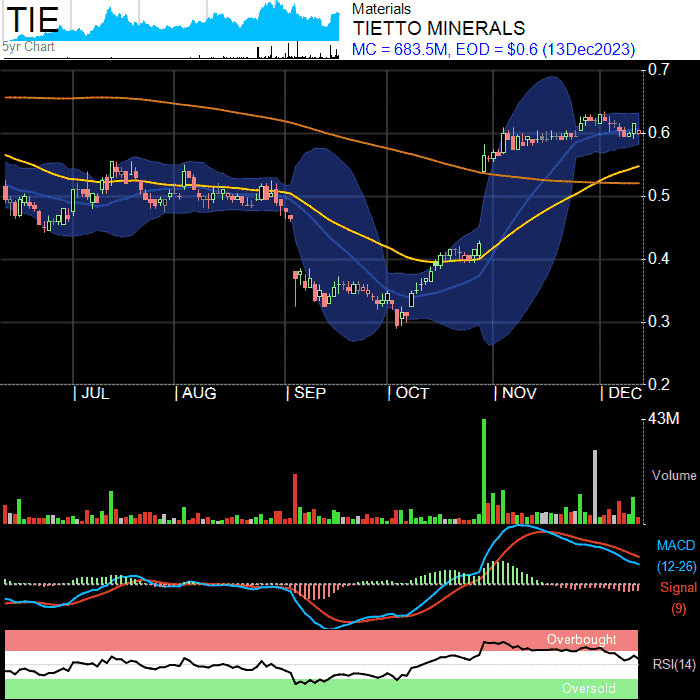 TIE
5yr Chart
Materials
TIETTO MINERALS
MC = 683.5M, EOD = $0.6 (13Dec2023)
0.7
0.6
0.5
0.4
0.3
0.2
| JUL | AUG | SEP | OCT | NOV | DEC
43M
Volume
MACD
(12-26)
Signal
(9)
Overbought
RSI(14)
Oversold